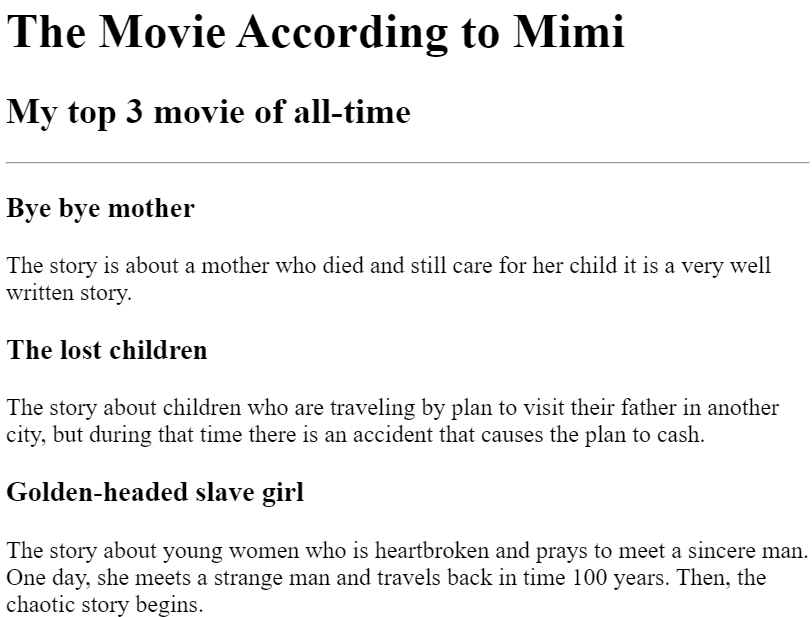 The Movie According to Mimi
My top 3 movie of all-time
Bye bye mother
The story is about a mother who died and still care for her child it is a very well
written story.
The lost children
The story about children who are traveling by plan to visit their father in another
city, but during that time there is an accident that causes the plan to cash.
Golden-headed slave girl
The story about young women who is heartbroken and prays to meet a sincere man.
One day, she meets a strange man and travels back in time 100 years. Then, the
chaotic story begins.